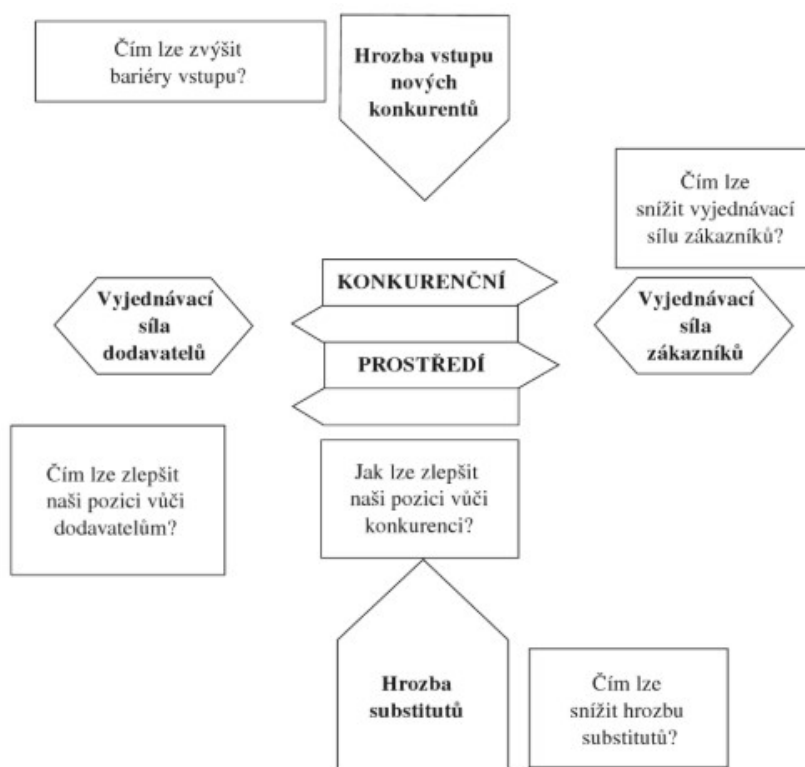 Čím lze zvýšit
bariéry vstupu?
Hrozba vstupu
nových
konkurentů
Čím lze
snížit vyjednávací
sílu zákazníků?
Vyjednávací
síla
dodavatelů
KONKURENČNÍ
PROSTŘEDÍ
Vyjednávací
síla
zákazníků
Čím lze zlepšit
naši pozici vůči
dodavatelům?
Jak lze zlepšit
naši pozici vůči
konkurenci?
Hrozba
substitutů
Čím lze
snížit hrozbu
substitutů?